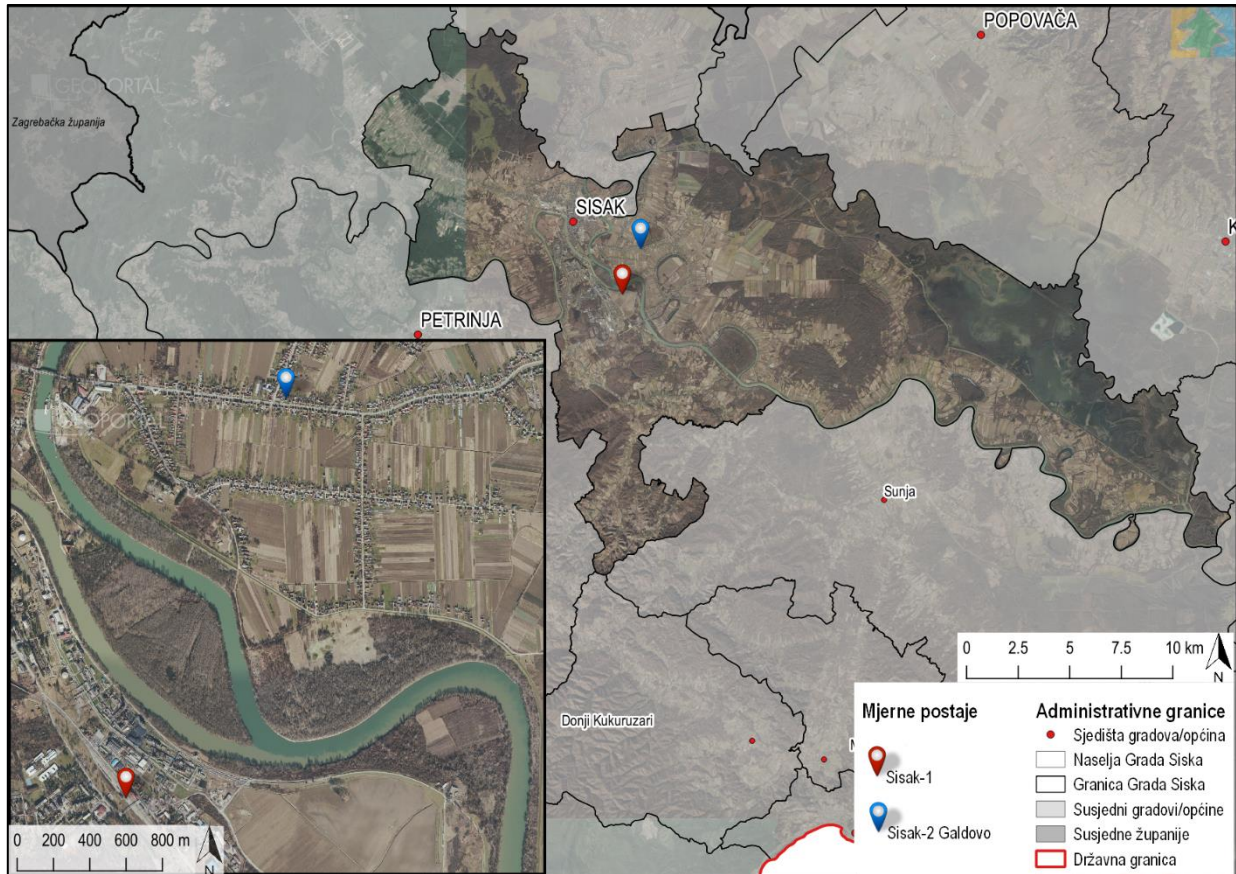 POPOVAČA
GEOPORTAL
Zagrebačka županija
SISAK
K
PETRINJA
GEOPORTAL
Sunja
0 2.5 5 7.5 10 km
N
Donji Kukuruzari
Mjerne postaje
Sisak-1
Sisak-2 Galdovo
Administrativne granice
Sjedišta gradova/općina
Naselja Grada Siska
Granica Grada Siska
Susjedni gradovi/općine
Susjedne županije
Državna granica
0 200 400 600 800 m
N